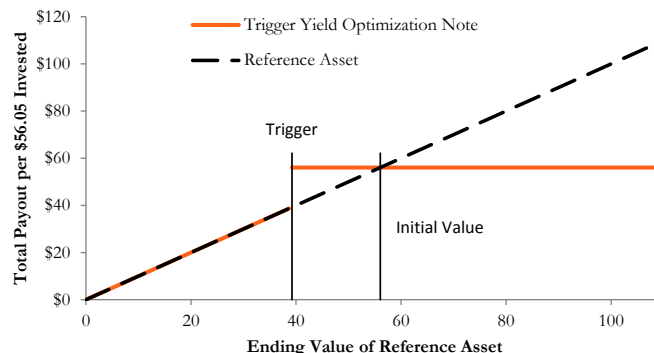 Total Payout per $56.05 Invested
$120
$100
$80
$60
$40
$20
$0
Trigger Yield Optimization Note
Reference Asset
Trigger
Initial Value
0
20
40
60
80
100
Ending Value of Reference Asset